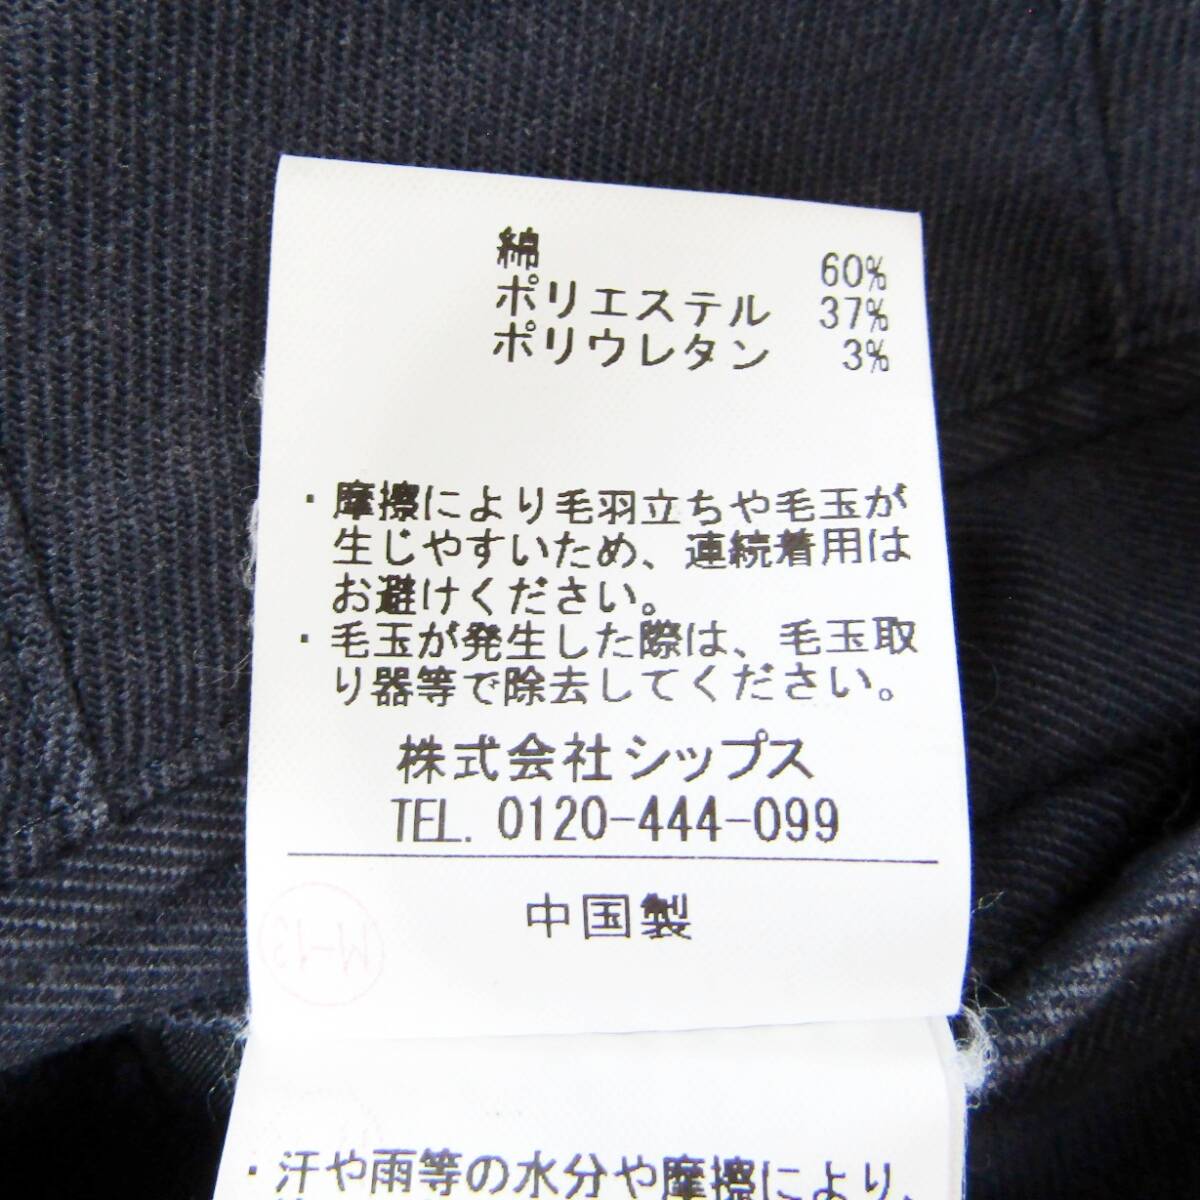 綿 60%
ポリエステル 37%
ポリウレタン 3%
・摩擦により毛羽立ちや毛玉が
生じやすいため、連続着用は
お避けください。
・毛玉が発生した際は、毛玉取
り器等で除去してください。
株式会社シップス
TEL. 0120-444-099
中国製
M-13
・汗や雨等の水分や摩擦により、